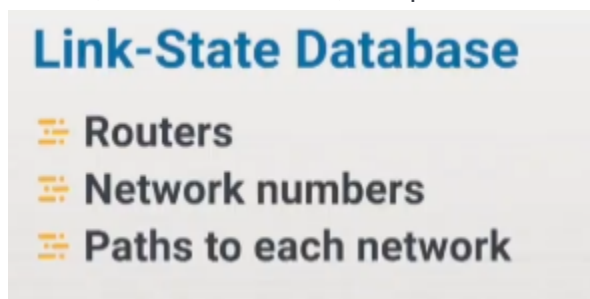 Link-State Database
Routers
Network numbers
Paths to each network